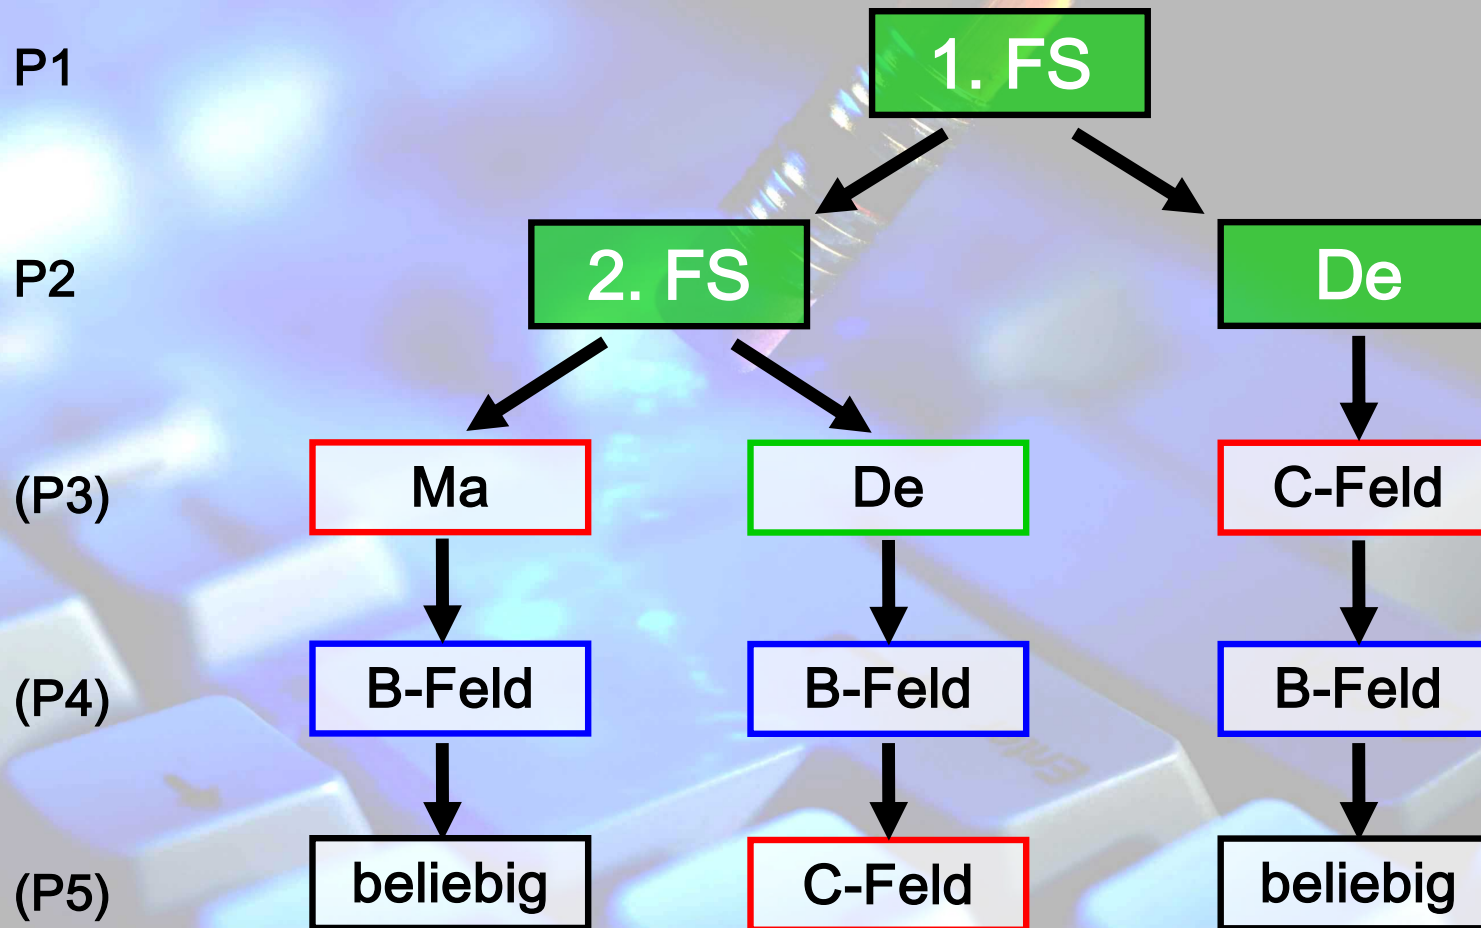 P1
1. FS
P2
2. FS
De
(P3)
Ma
De
C-Feld
(P4)
B-Feld
B-Feld
B-Feld
(P5)
beliebig
C-Feld
beliebig